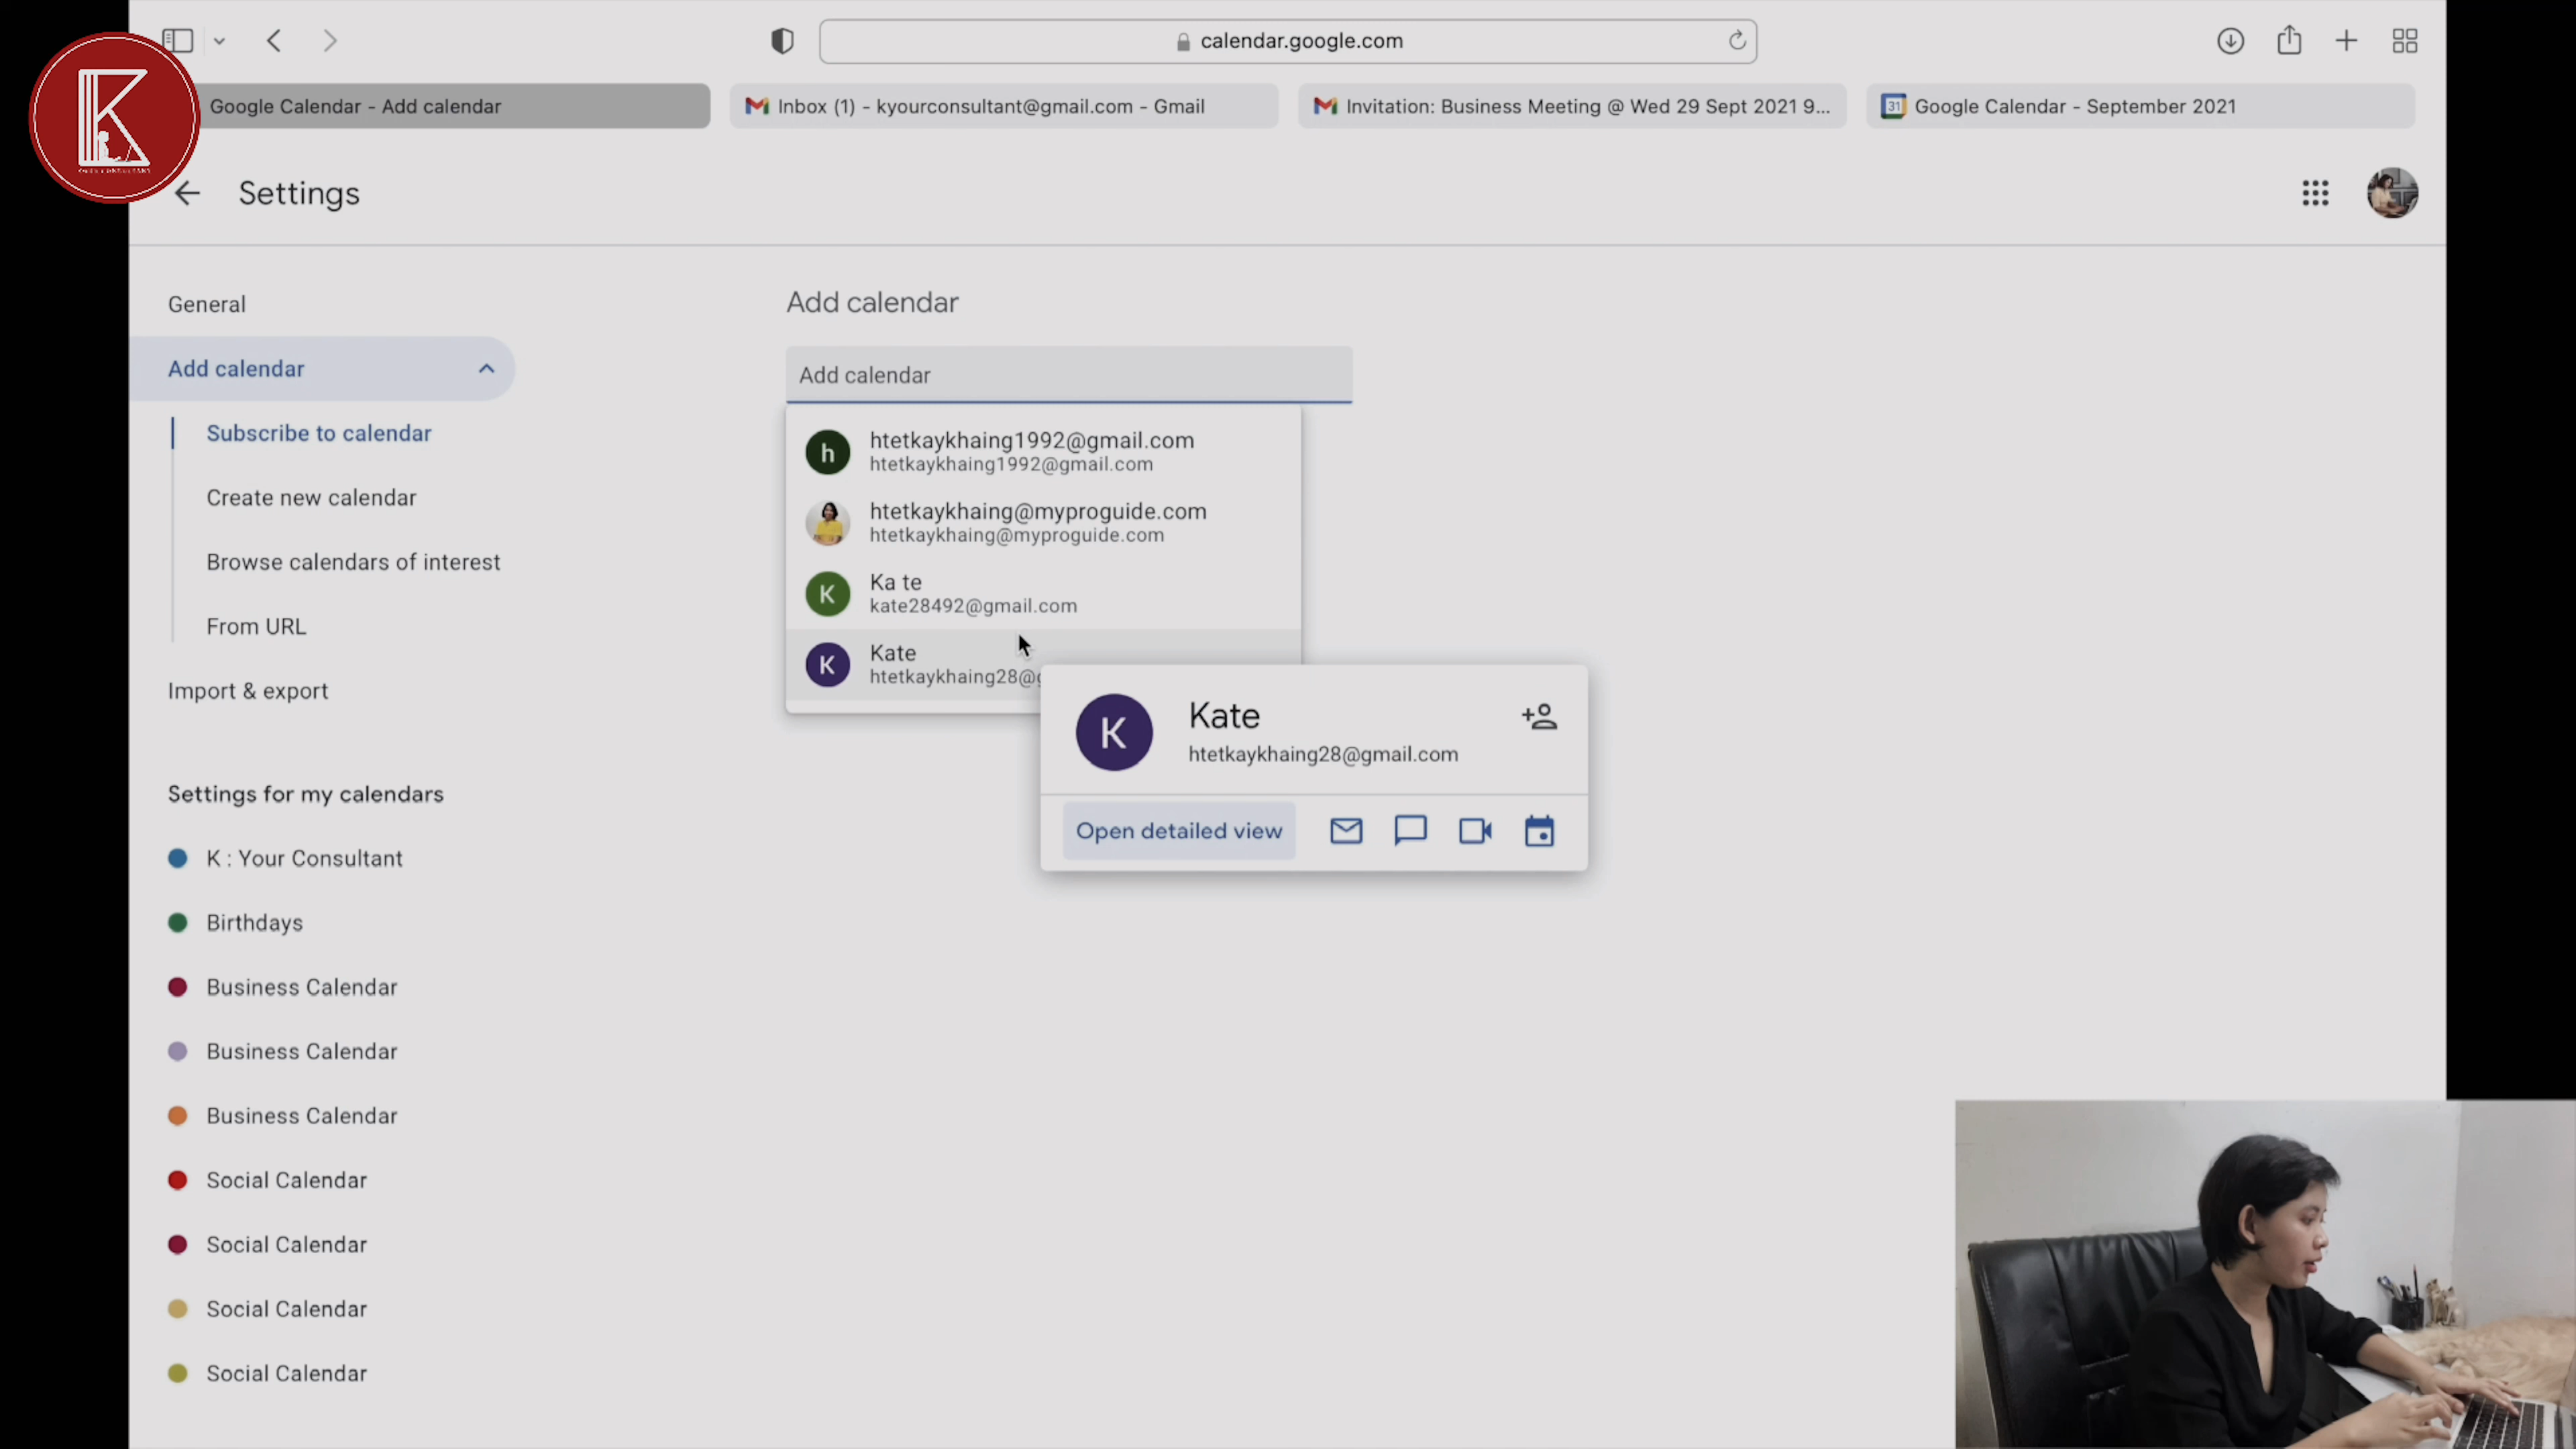 K
calendar.google.com
Google Calendar - Add calendar
Inbox (1) - kyourconsultant@gmail.com - Gmail
Invitation: Business Meeting @ Wed 29 Sept 2021 9...
31
Google Calendar - September 2021
Settings
General
Add calendar
Subscribe to calendar
Create new calendar
Browse calendars of interest
From URL
Import & export
Settings for my calendars
K : Your Consultant
Birthdays
Business Calendar
Business Calendar
Business Calendar
Social Calendar
Social Calendar
Social Calendar
Social Calendar
Add calendar
Add calendar
h
htetkaykhaing1992@gmail.com
htetkaykhaing1992@gmail.com
htetkaykhaing@myproguide.com
htetkaykhaing@myproguide.com
K
Ka te
kate28492@gmail.com
K
Kate
htetkaykhaing28@g
K
Kate
htetkaykhaing28@gmail.com
Open detailed view